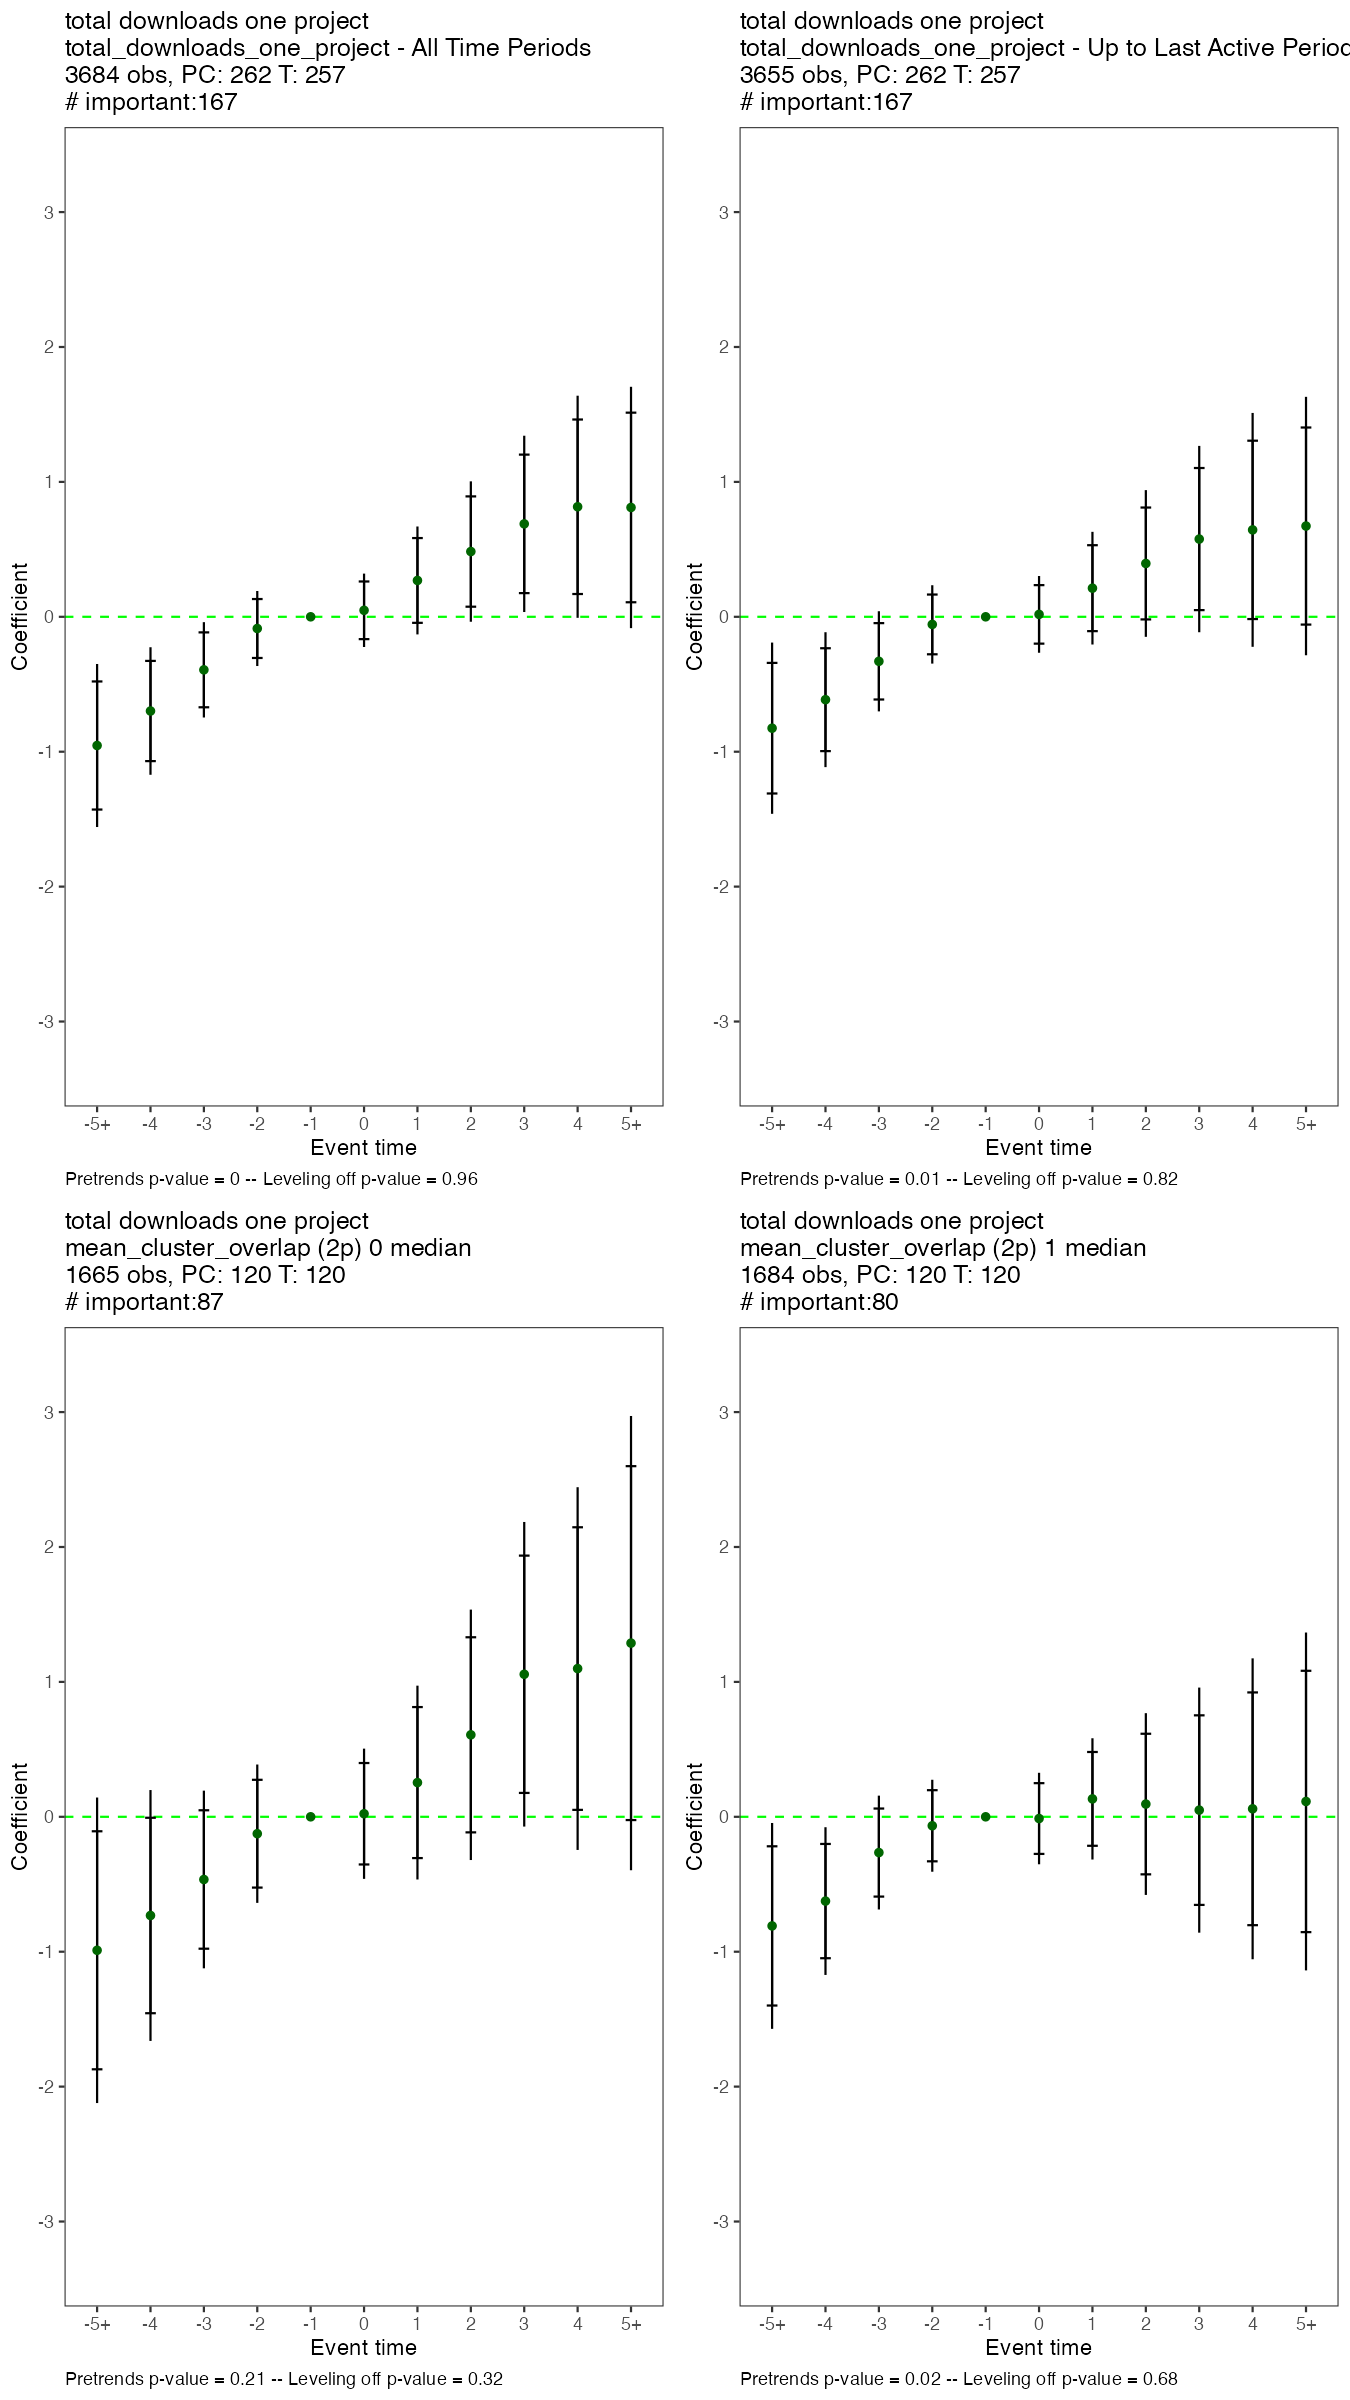 total downloads one project
total_downloads_one_project - All Time Periods
3684 obs, PC: 262 T: 257
# important:167
3
2
1
0
-1
-2
-3
Coefficient
-5+ -4 -3 -2 -1 0 1 2 3 4 5+
Event time
Pretrends p-value = 0 -- Leveling off p-value = 0.96
total downloads one project
total_downloads_one_project - Up to Last Active Period
3655 obs, PC: 262 T: 257
# important:167
3
2
1
0
-1
-2
-3
Coefficient
-5+ -4 -3 -2 -1 0 1 2 3 4 5+
Event time
Pretrends p-value = 0.01 -- Leveling off p-value = 0.82
total downloads one project
mean_cluster_overlap (2p) 0 median
1665 obs, PC: 120 T: 120
# important:87
3
2
1
0
-1
-2
-3
Coefficient
-5+ -4 -3 -2 -1 0 1 2 3 4 5+
Event time
Pretrends p-value = 0.21 -- Leveling off p-value = 0.32
total downloads one project
mean_cluster_overlap (2p) 1 median
1684 obs, PC: 120 T: 120
# important:80
3
2
1
0
-1
-2
-3
Coefficient
-5+ -4 -3 -2 -1 0 1 2 3 4 5+
Event time
Pretrends p-value = 0.02 -- Leveling off p-value = 0.68